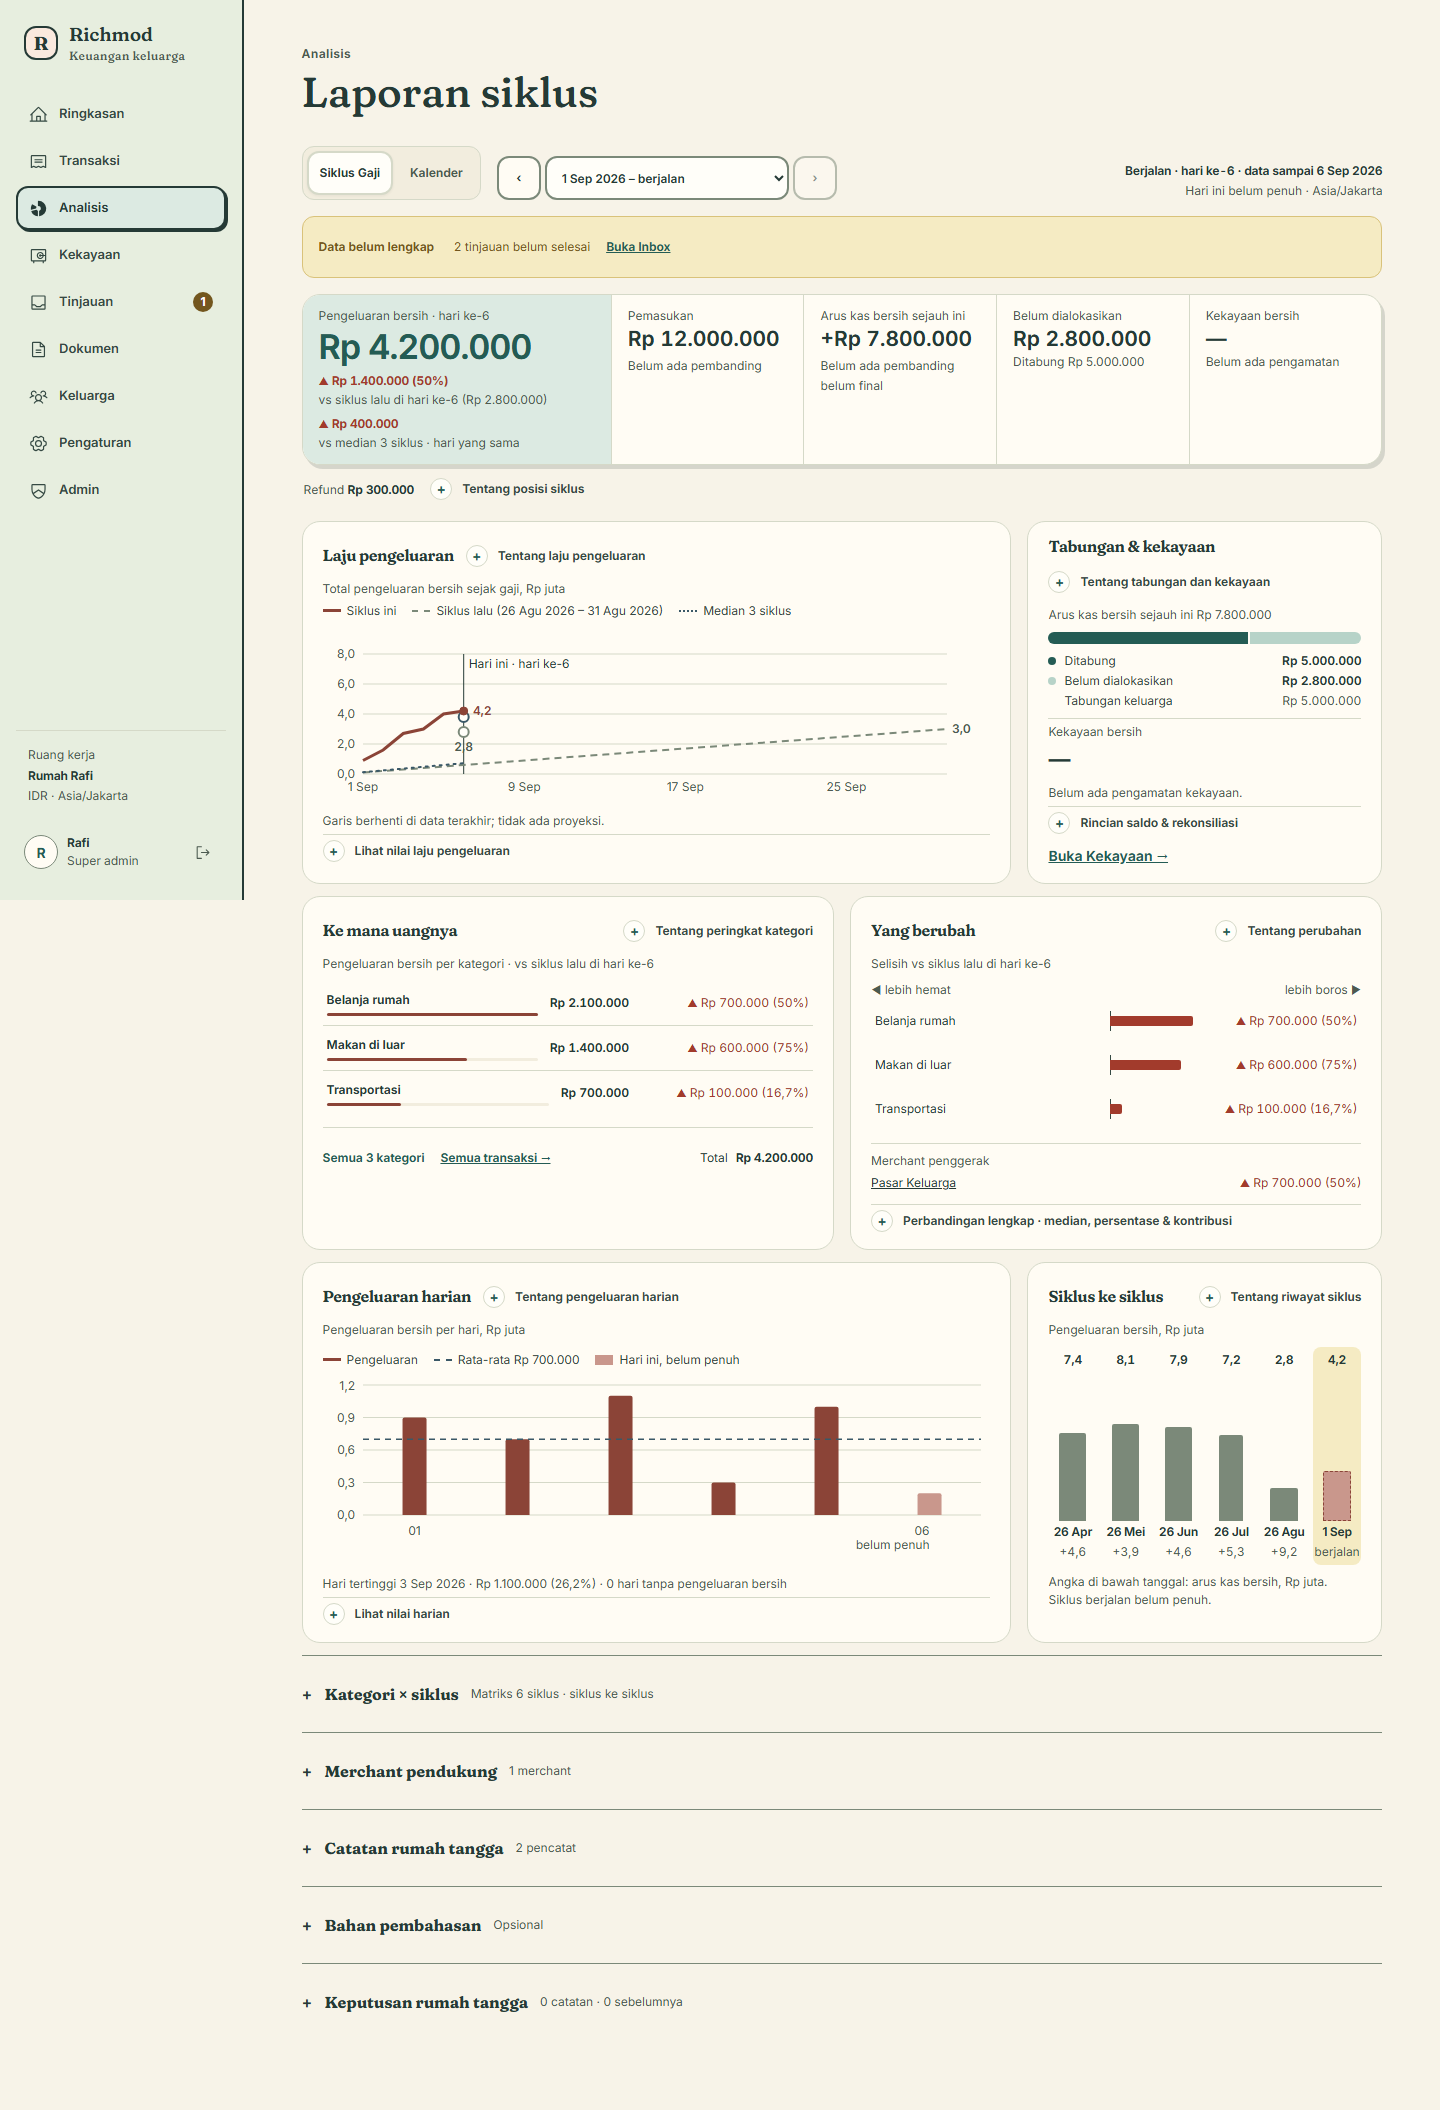 R
Richmod
Keuangan keluarga
Ringkasan
Transaksi
Analisis
Kekayaan
Tinjauan
1
Dokumen
Keluarga
Pengaturan
Admin
Ruang kerja
Rumah Rafi
IDR · Asia/Jakarta
R
Rafi
Super admin
Analisis
Laporan siklus
Siklus Gaji
Kalender
‹
1 Sep 2026 – berjalan
›
Berjalan · hari ke-6 · data sampai 6 Sep 2026
Hari ini belum penuh · Asia/Jakarta
Data belum lengkap 2 tinjauan belum selesai Buka Inbox
Pengeluaran bersih · hari ke-6
Rp 4.200.000
▲ Rp 1.400.000 (50%)
vs siklus lalu di hari ke-6 (Rp 2.800.000)
▲ Rp 400.000
vs median 3 siklus · hari yang sama
Pemasukan
Rp 12.000.000
Belum ada pembanding
Arus kas bersih sejauh ini
+Rp 7.800.000
Belum ada pembanding
belum final
Belum dialokasikan
Rp 2.800.000
Ditabung Rp 5.000.000
Kekayaan bersih
—
Belum ada pengamatan
Refund Rp 300.000 + Tentang posisi siklus
Laju pengeluaran + Tentang laju pengeluaran
Total pengeluaran bersih sejak gaji, Rp juta
Siklus ini Siklus lalu (26 Agu 2026 – 31 Agu 2026) Median 3 siklus
8,0
6,0
4,0
2,0
0,0
Hari ini · hari ke-6
4,2
2,8
3,0
1 Sep 9 Sep 17 Sep 25 Sep
Garis berhenti di data terakhir; tidak ada proyeksi.
+ Lihat nilai laju pengeluaran
Tabungan & kekayaan
+ Tentang tabungan dan kekayaan
Arus kas bersih sejauh ini Rp 7.800.000
Ditabung Rp 5.000.000
Belum dialokasikan Rp 2.800.000
Tabungan keluarga Rp 5.000.000
Kekayaan bersih
—
Belum ada pengamatan kekayaan.
+ Rincian saldo & rekonsiliasi
Buka Kekayaan →
Ke mana uangnya + Tentang peringkat kategori
Pengeluaran bersih per kategori · vs siklus lalu di hari ke-6
Belanja rumah Rp 2.100.000 ▲ Rp 700.000 (50%)
Makan di luar Rp 1.400.000 ▲ Rp 600.000 (75%)
Transportasi Rp 700.000 ▲ Rp 100.000 (16,7%)
Semua 3 kategori Semua transaksi → Total Rp 4.200.000
Yang berubah + Tentang perubahan
Selisih vs siklus lalu di hari ke-6
◀ lebih hemat lebih boros ▶
Belanja rumah ▲ Rp 700.000 (50%)
Makan di luar ▲ Rp 600.000 (75%)
Transportasi ▲ Rp 100.000 (16,7%)
Merchant penggerak
Pasar Keluarga ▲ Rp 700.000 (50%)
+ Perbandingan lengkap · median, persentase & kontribusi
Pengeluaran harian + Tentang pengeluaran harian
Pengeluaran bersih per hari, Rp juta
Pengeluaran Rata-rata Rp 700.000 Hari ini, belum penuh
1,2
0,9
0,6
0,3
0,0
01 06
belum penuh
Hari tertinggi 3 Sep 2026 · Rp 1.100.000 (26,2%) · 0 hari tanpa pengeluaran bersih
+ Lihat nilai harian
Siklus ke siklus + Tentang riwayat siklus
Pengeluaran bersih, Rp juta
7,4 8,1 7,9 7,2 2,8 4,2
26 Apr 26 Mei 26 Jun 26 Jul 26 Agu 1 Sep
+4,6 +3,9 +4,6 +5,3 +9,2 berjalan
Angka di bawah tanggal: arus kas bersih, Rp juta.
Siklus berjalan belum penuh.
+ Kategori × siklus Matriks 6 siklus · siklus ke siklus
+ Merchant pendukung 1 merchant
+ Catatan rumah tangga 2 pencatat
+ Bahan pembahasan Opsional
+ Keputusan rumah tangga 0 catatan · 0 sebelumnya